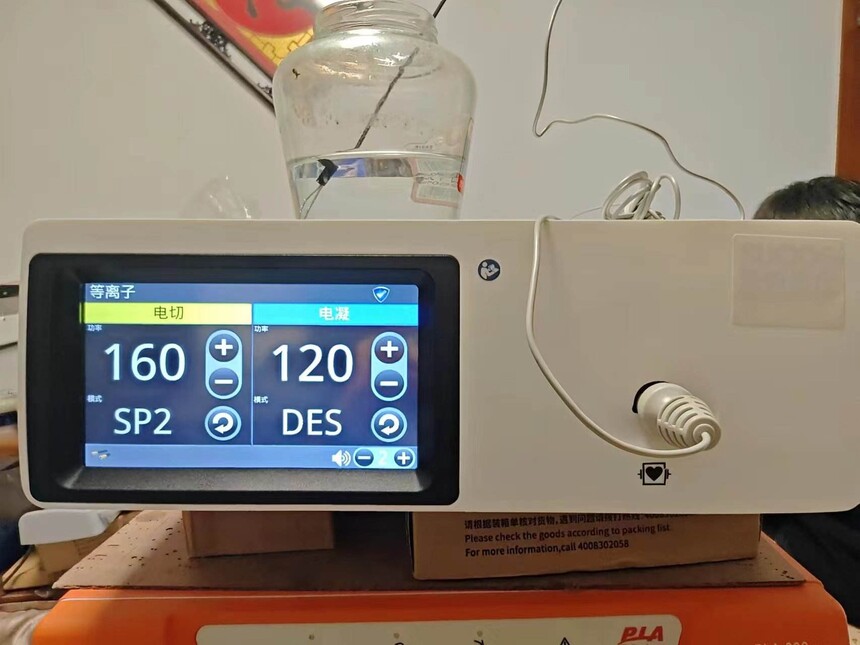 等离子
电切
电凝
功率
功率
160
+
−
120
+
−
模式
模式
SP2
DES
− 2 +
请根据装箱单核对货物,遇到问题请拨打
Please check the goods according to packing list
For more information,call 4008302058
PLA